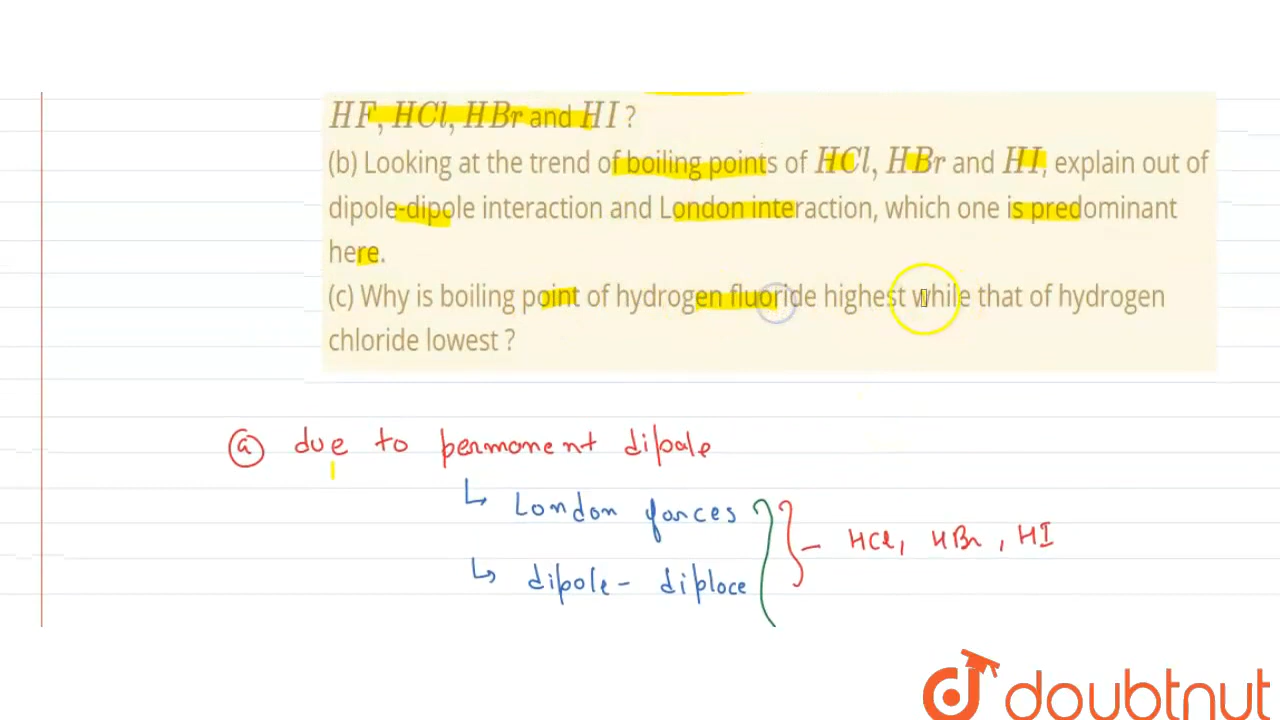 HF, HCl, HBr and HI ?
(b) Looking at the trend of boiling points of HCl, HBr and HI, explain out of
dipole-dipole interaction and London interaction, which one is predominant
here.
(c) Why is boiling point of hydrogen fluoride highest while that of hydrogen
chloride lowest ?
(a) due to permanent dipole
↳ London forces
— HCl, HBr, HI
↳ dipole- diploce
doubtnut